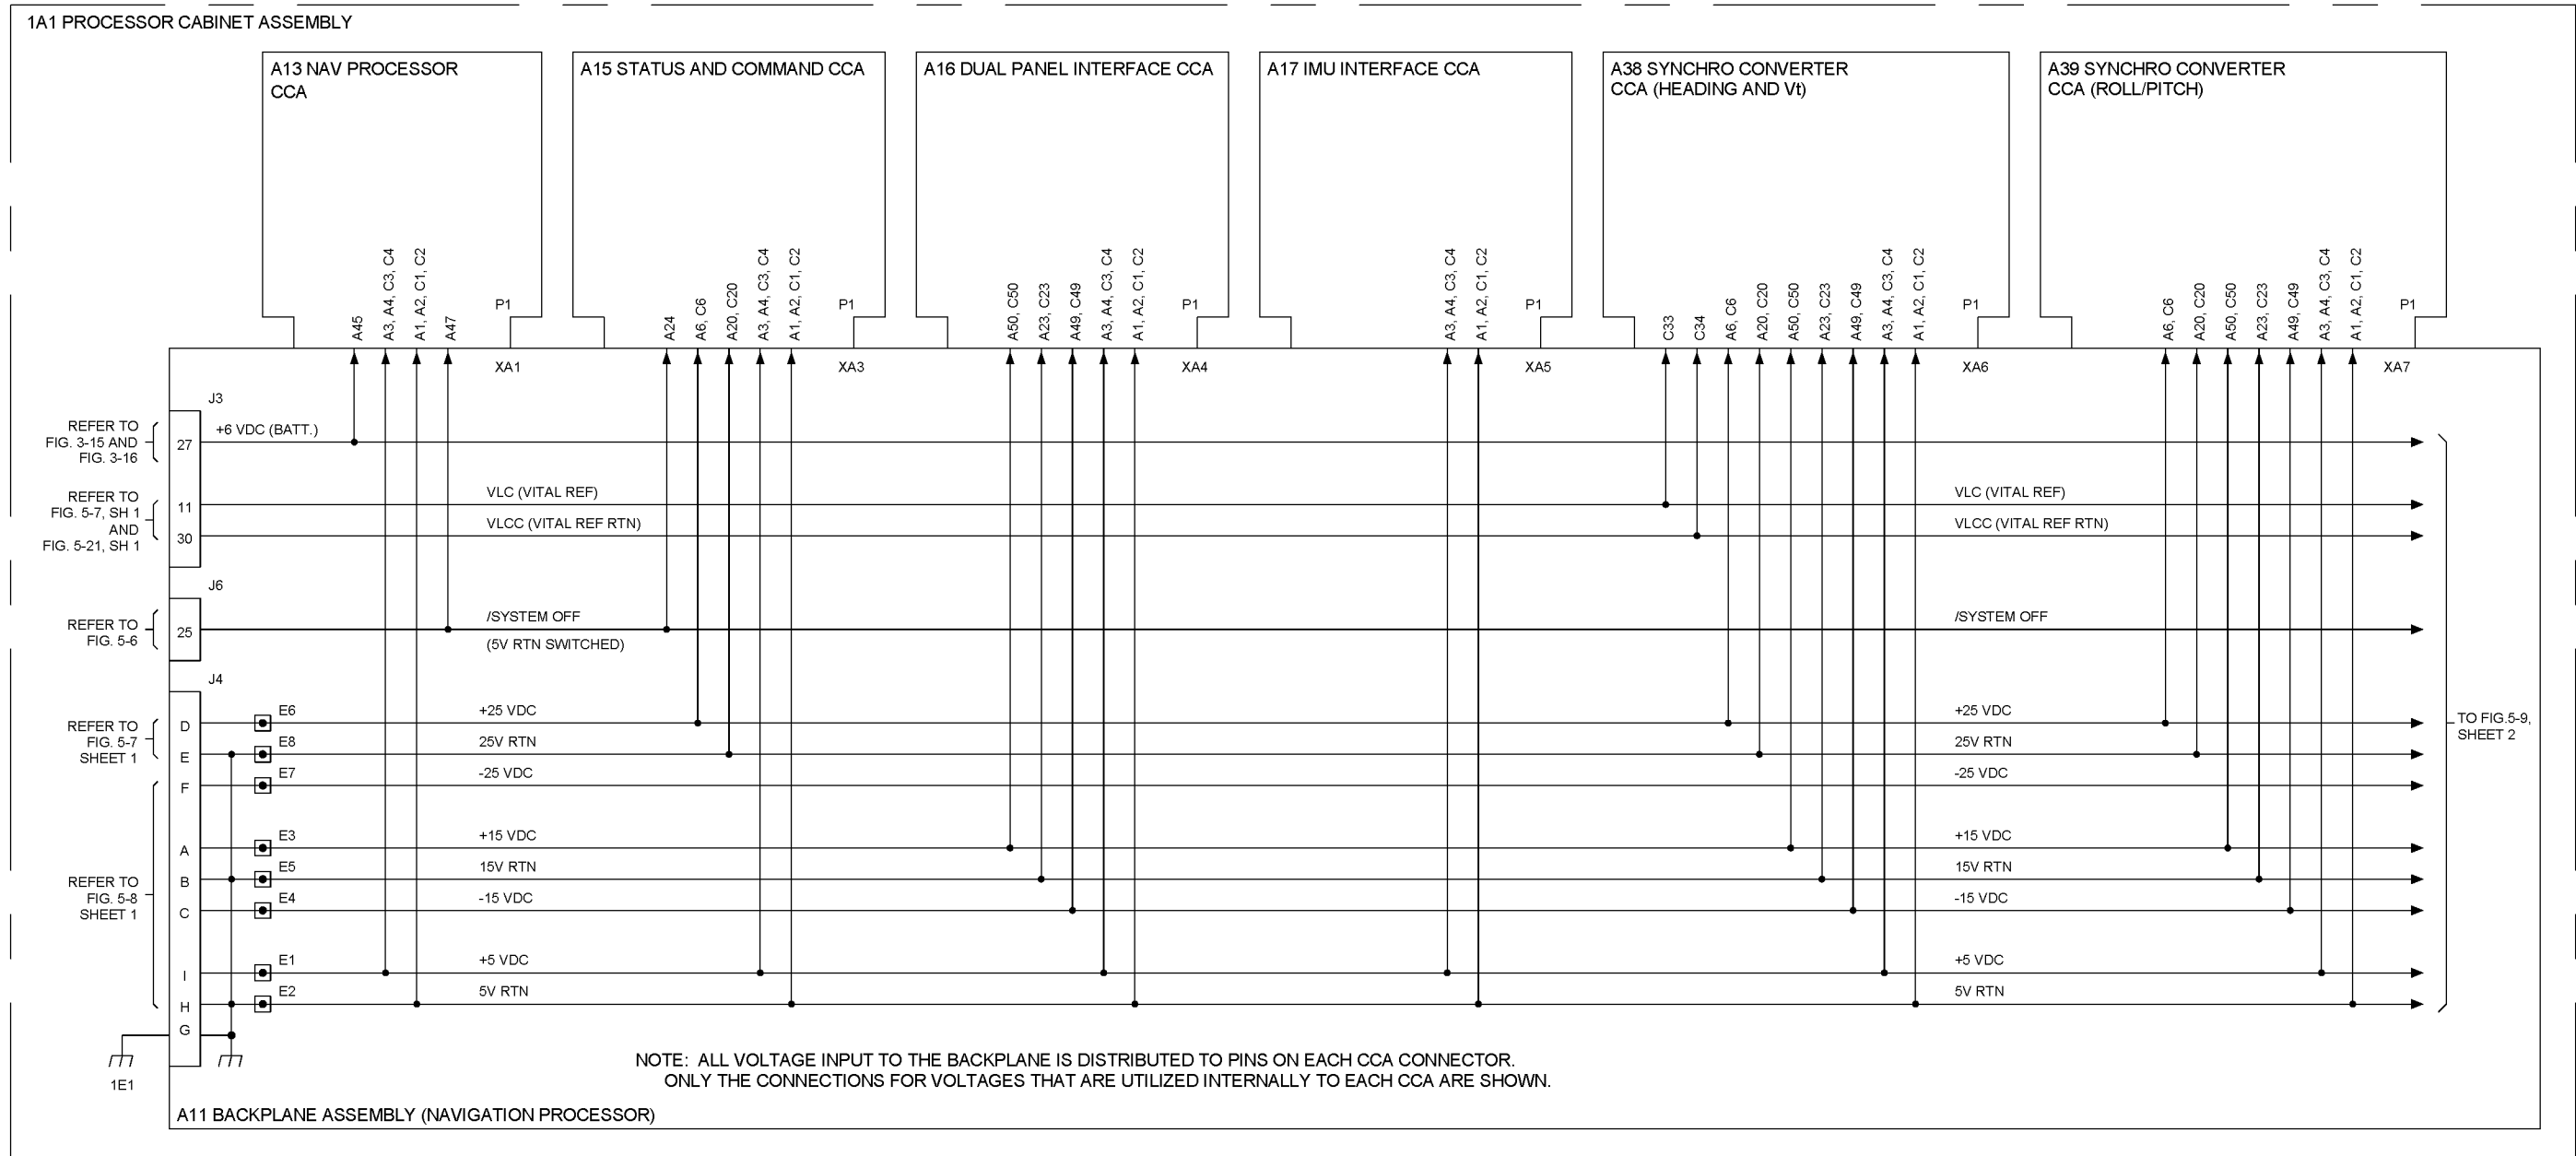 1A1 PROCESSOR CABINET ASSEMBLY
A13 NAV PROCESSOR
CCA
A15 STATUS AND COMMAND CCA
A16 DUAL PANEL INTERFACE CCA
A17 IMU INTERFACE CCA
A38 SYNCHRO CONVERTER
CCA (HEADING AND Vt)
A39 SYNCHRO CONVERTER
CCA (ROLL/PITCH)
A45
A3, A4, C3, C4
A1, A2, C1, C2
A47
P1
A24
A6, C6
A20, C20
A3, A4, C3, C4
A1, A2, C1, C2
P1
A50, C50
A23, C23
A49, C49
A3, A4, C3, C4
A1, A2, C1, C2
P1
A3, A4, C3, C4
A1, A2, C1, C2
P1
C33
C34
A6, C6
A20, C20
A50, C50
A23, C23
A49, C49
A3, A4, C3, C4
A1, A2, C1, C2
P1
A6, C6
A20, C20
A50, C50
A23, C23
A49, C49
A3, A4, C3, C4
A1, A2, C1, C2
P1
XA1
XA3
XA4
XA5
XA6
XA7
J3
REFER TO
FIG. 3-15 AND
FIG. 3-16
27
+6 VDC (BATT.)
REFER TO
FIG. 5-7, SH 1
AND
FIG. 5-21, SH 1
11
VLC (VITAL REF)
VLC (VITAL REF)
30
VLCC (VITAL REF RTN)
VLCC (VITAL REF RTN)
J6
REFER TO
FIG. 5-6
25
/SYSTEM OFF
(5V RTN SWITCHED)
/SYSTEM OFF
J4
REFER TO
FIG. 5-7
SHEET 1
D
E6
+25 VDC
+25 VDC
E
E8
25V RTN
25V RTN
F
E7
-25 VDC
-25 VDC
TO FIG.5-9,
SHEET 2
REFER TO
FIG. 5-8
SHEET 1
A
E3
+15 VDC
+15 VDC
B
E5
15V RTN
15V RTN
C
E4
-15 VDC
-15 VDC
I
E1
+5 VDC
+5 VDC
H
E2
5V RTN
5V RTN
G
1E1
NOTE: ALL VOLTAGE INPUT TO THE BACKPLANE IS DISTRIBUTED TO PINS ON EACH CCA CONNECTOR.
ONLY THE CONNECTIONS FOR VOLTAGES THAT ARE UTILIZED INTERNALLY TO EACH CCA ARE SHOWN.
A11 BACKPLANE ASSEMBLY (NAVIGATION PROCESSOR)